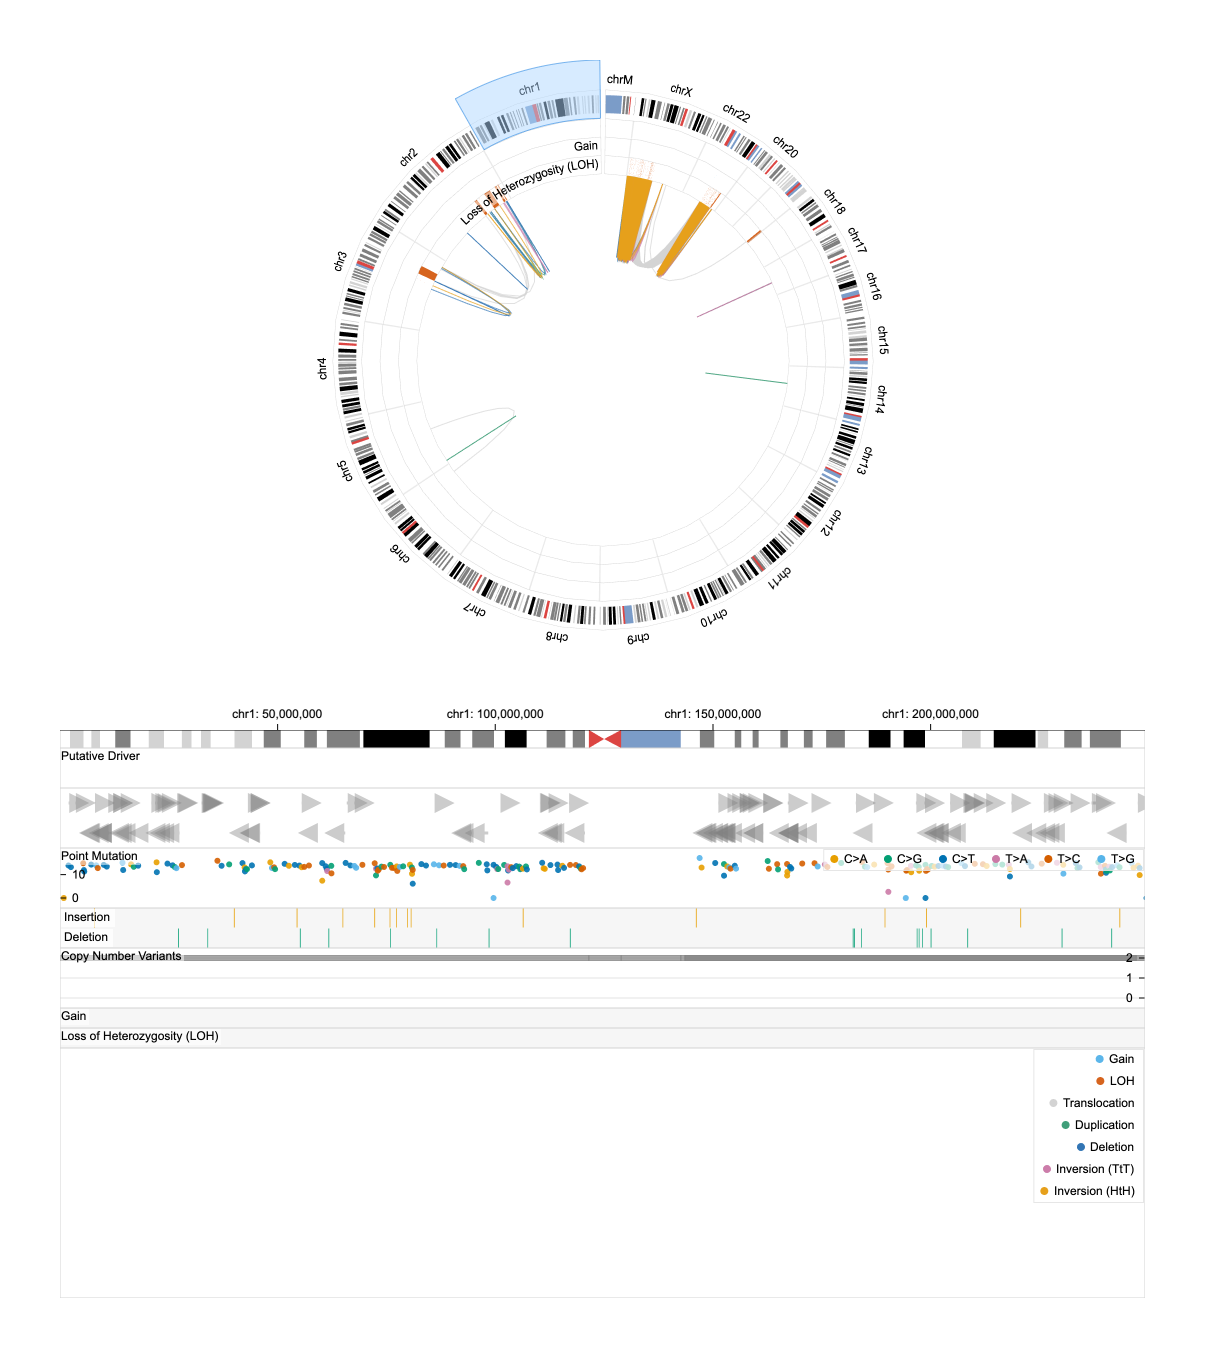 chrM
chr1
chrX
chr22
chr2
chr20
Gain
Loss of Heterozygosity (LOH)
chr18
chr17
chr3
chr16
chr15
chr4
chr14
chr5
chr13
chr12
chr6
chr11
chr7
chr10
chr8
chr9
chr1: 50,000,000 chr1: 100,000,000 chr1: 150,000,000 chr1: 200,000,000
Putative Driver
Point Mutation
C>A C>G C>T T>A T>C T>G
10
0
Insertion
Deletion
Copy Number Variants
2
1
0
Gain
Loss of Heterozygosity (LOH)
Gain
LOH
Translocation
Duplication
Deletion
Inversion (TtT)
Inversion (HtH)